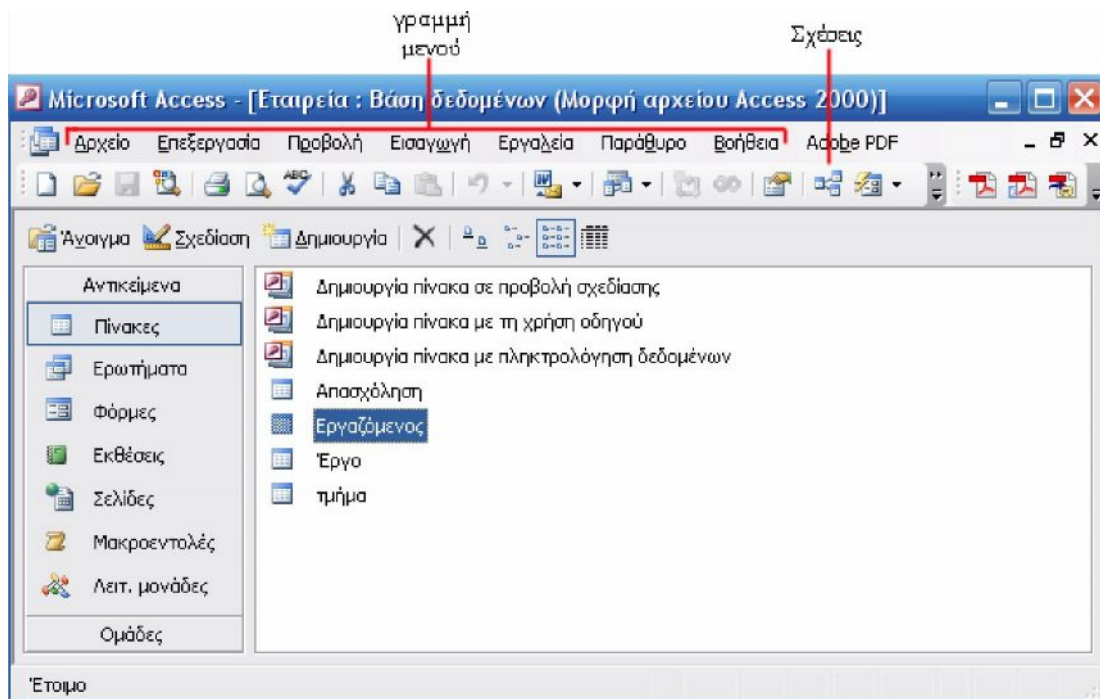 γραμμή
μενού
Σχέσεις
Microsoft Access - [Εταιρεία : Βάση δεδομένων (Μορφή αρχείου Access 2000)]
Αρχείο Επεξεργασία Προβολή Εισαγωγή Εργαλεία Παράθυρο Βοήθεια Adobe PDF
ABC
Άνοιγμα Σχεδίαση Δημιουργία
Αντικείμενα
Πίνακες
Ερωτήματα
Φόρμες
Εκθέσεις
Σελίδες
Μακροεντολές
Λειτ. μονάδες
Ομάδες
Δημιουργία πίνακα σε προβολή σχεδίασης
Δημιουργία πίνακα με τη χρήση οδηγού
Δημιουργία πίνακα με πληκτρολόγηση δεδομένων
Απασχόληση
Εργαζόμενος
Έργο
τμήμα
Έτοιμο